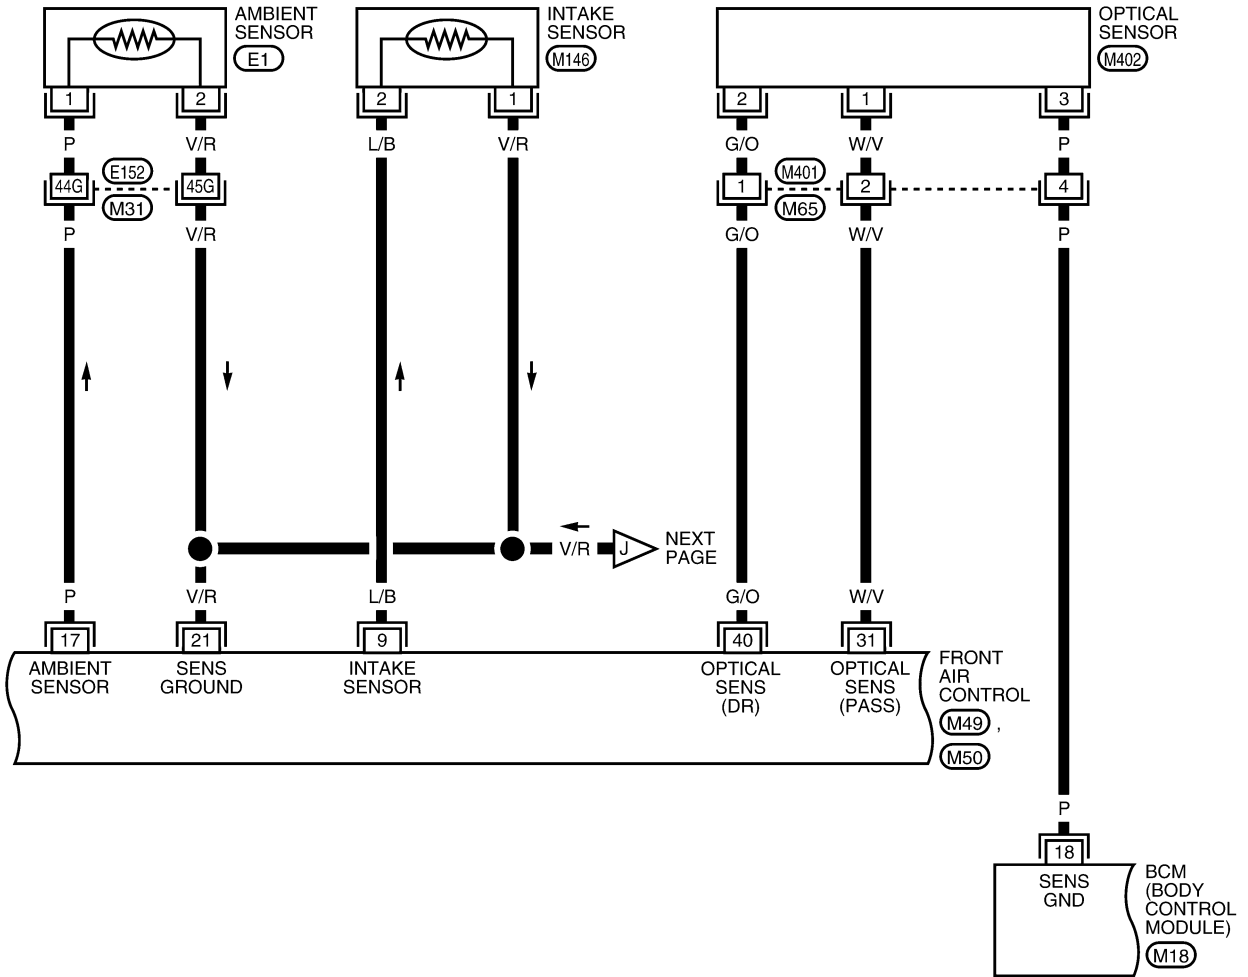 AMBIENT
SENSOR
E1
INTAKE
SENSOR
M146
OPTICAL
SENSOR
M402
1
2
2
1
2
1
3
P
V/R
L/B
V/R
G/O
W/V
P
44G
E152
M31
45G
1
M401
M65
2
4
P
V/R
G/O
W/V
P
V/R
J
NEXT
PAGE
P
V/R
L/B
G/O
W/V
17
21
9
40
31
AMBIENT
SENSOR
SENS
GROUND
INTAKE
SENSOR
OPTICAL
SENS
(DR)
OPTICAL
SENS
(PASS)
FRONT
AIR
CONTROL
M49 ,
M50
P
18
SENS
GND
BCM
(BODY
CONTROL
MODULE)
M18